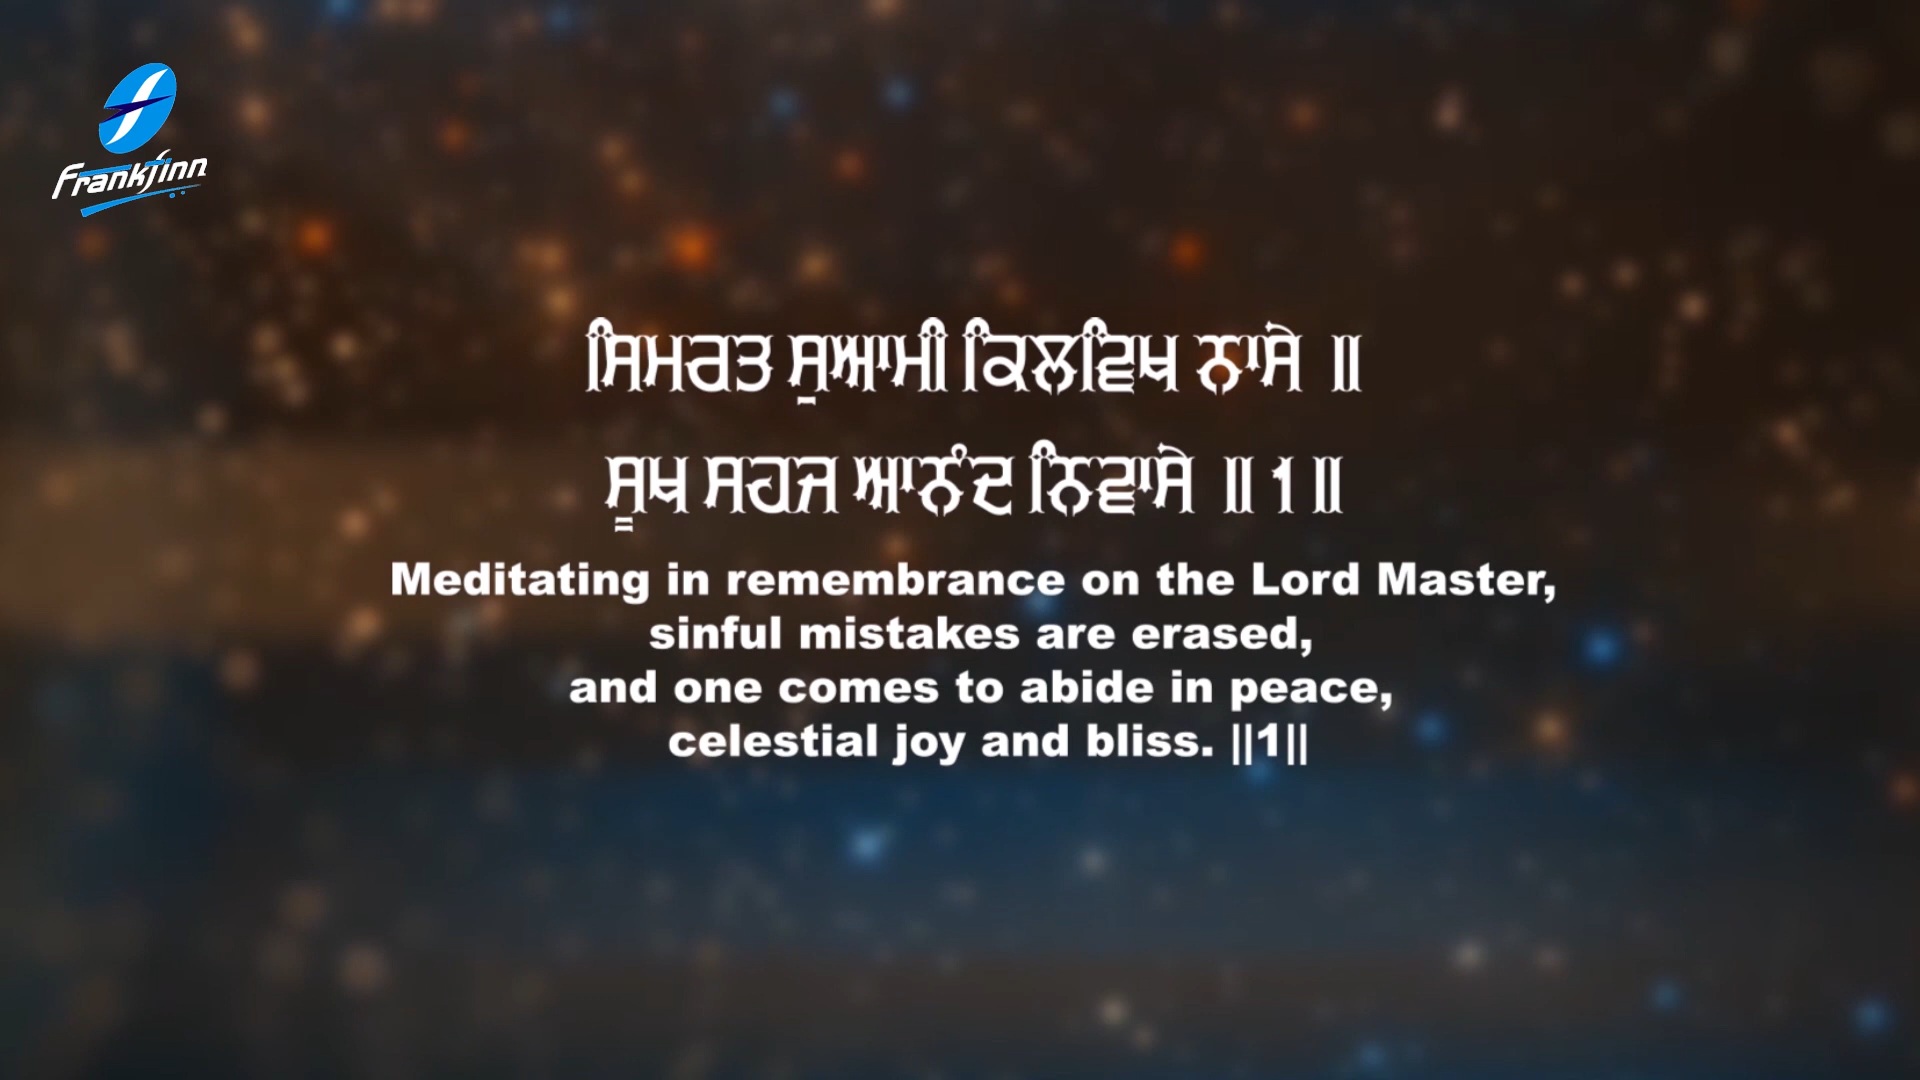 Frankfinn
ਸਿਮਰਤ ਸੁਆਮੀ ਕਿਲਵਿਖ ਨਾਸੇ ॥
ਸੂਖ ਸਹਜ ਆਨੰਦ ਨਿਵਾਸੇ ॥1॥
Meditating in remembrance on the Lord Master,
sinful mistakes are erased,
and one comes to abide in peace,
celestial joy and bliss. ||1||